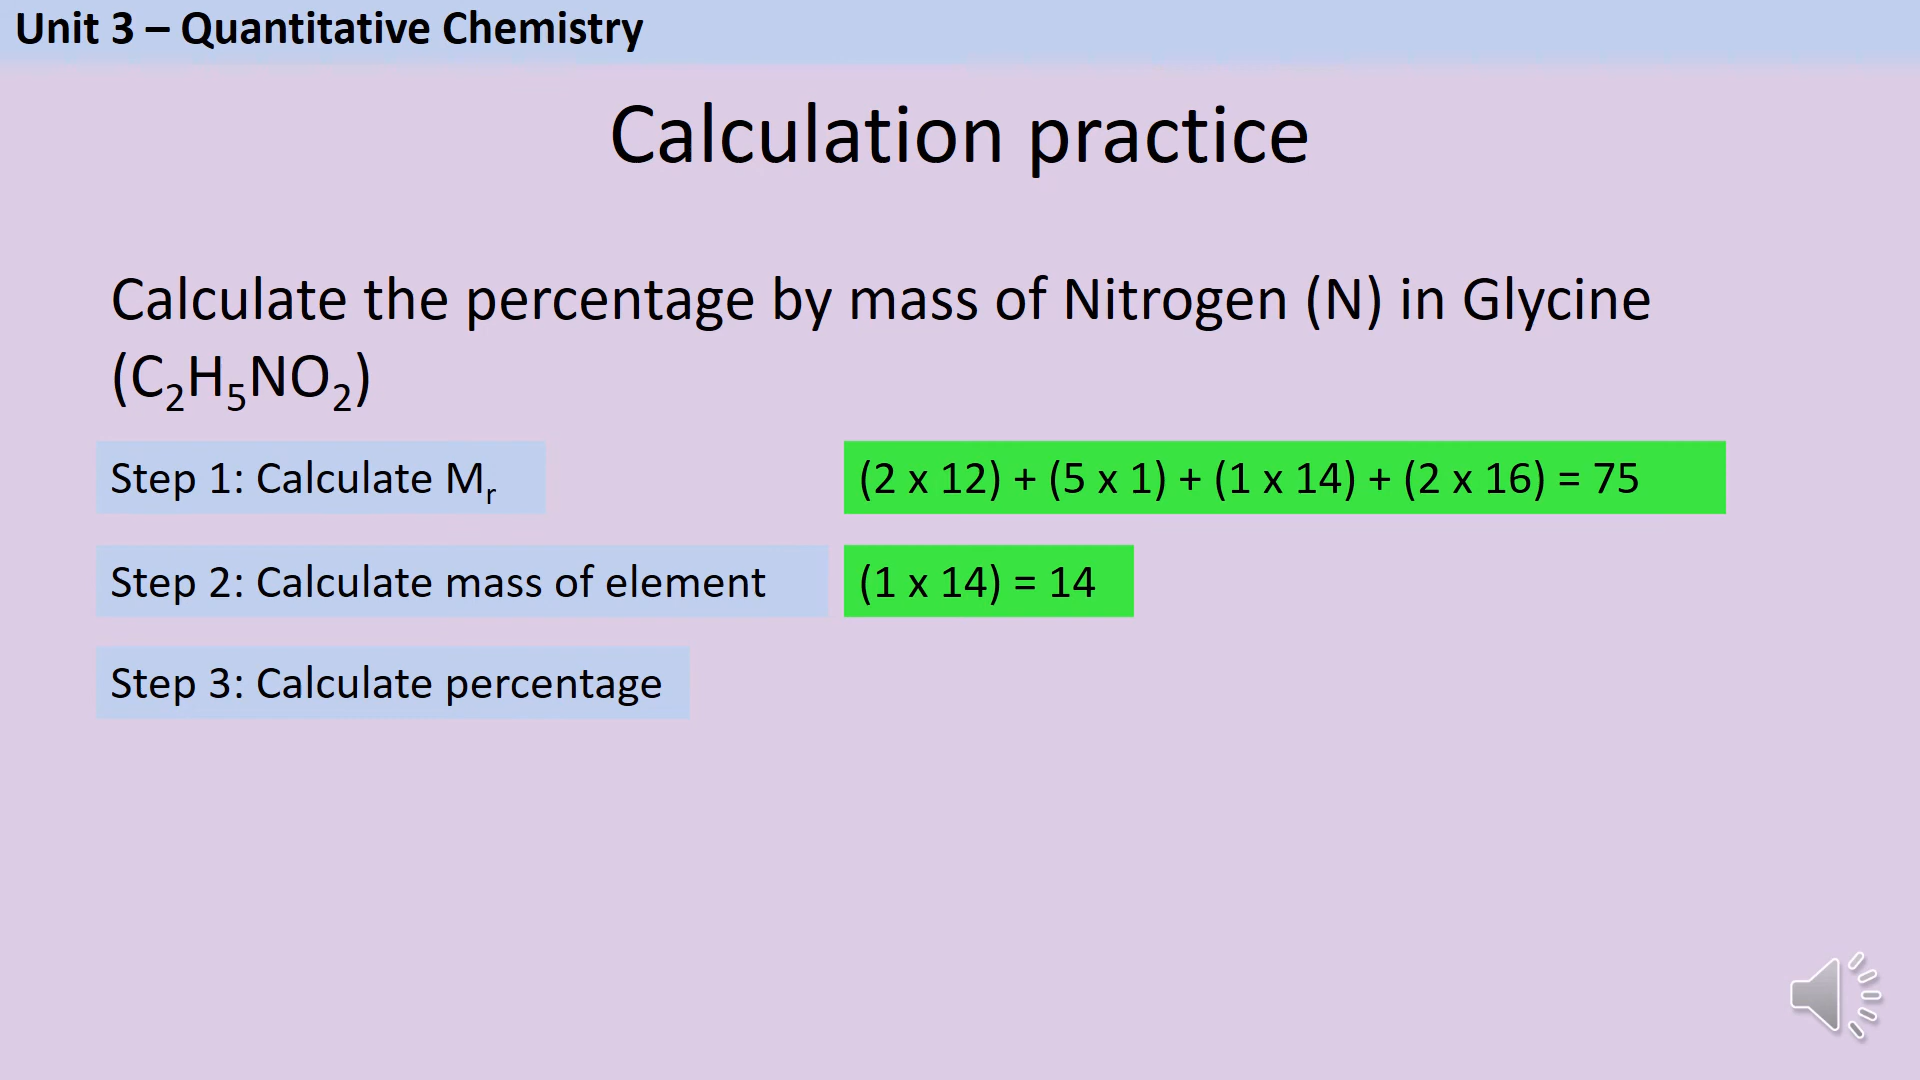 Unit 3 – Quantitative Chemistry
Calculation practice
Calculate the percentage by mass of Nitrogen (N) in Glycine
(C₂H₅NO₂)
Step 1: Calculate Mᵣ
(2 x 12) + (5 x 1) + (1 x 14) + (2 x 16) = 75
Step 2: Calculate mass of element
(1 x 14) = 14
Step 3: Calculate percentage